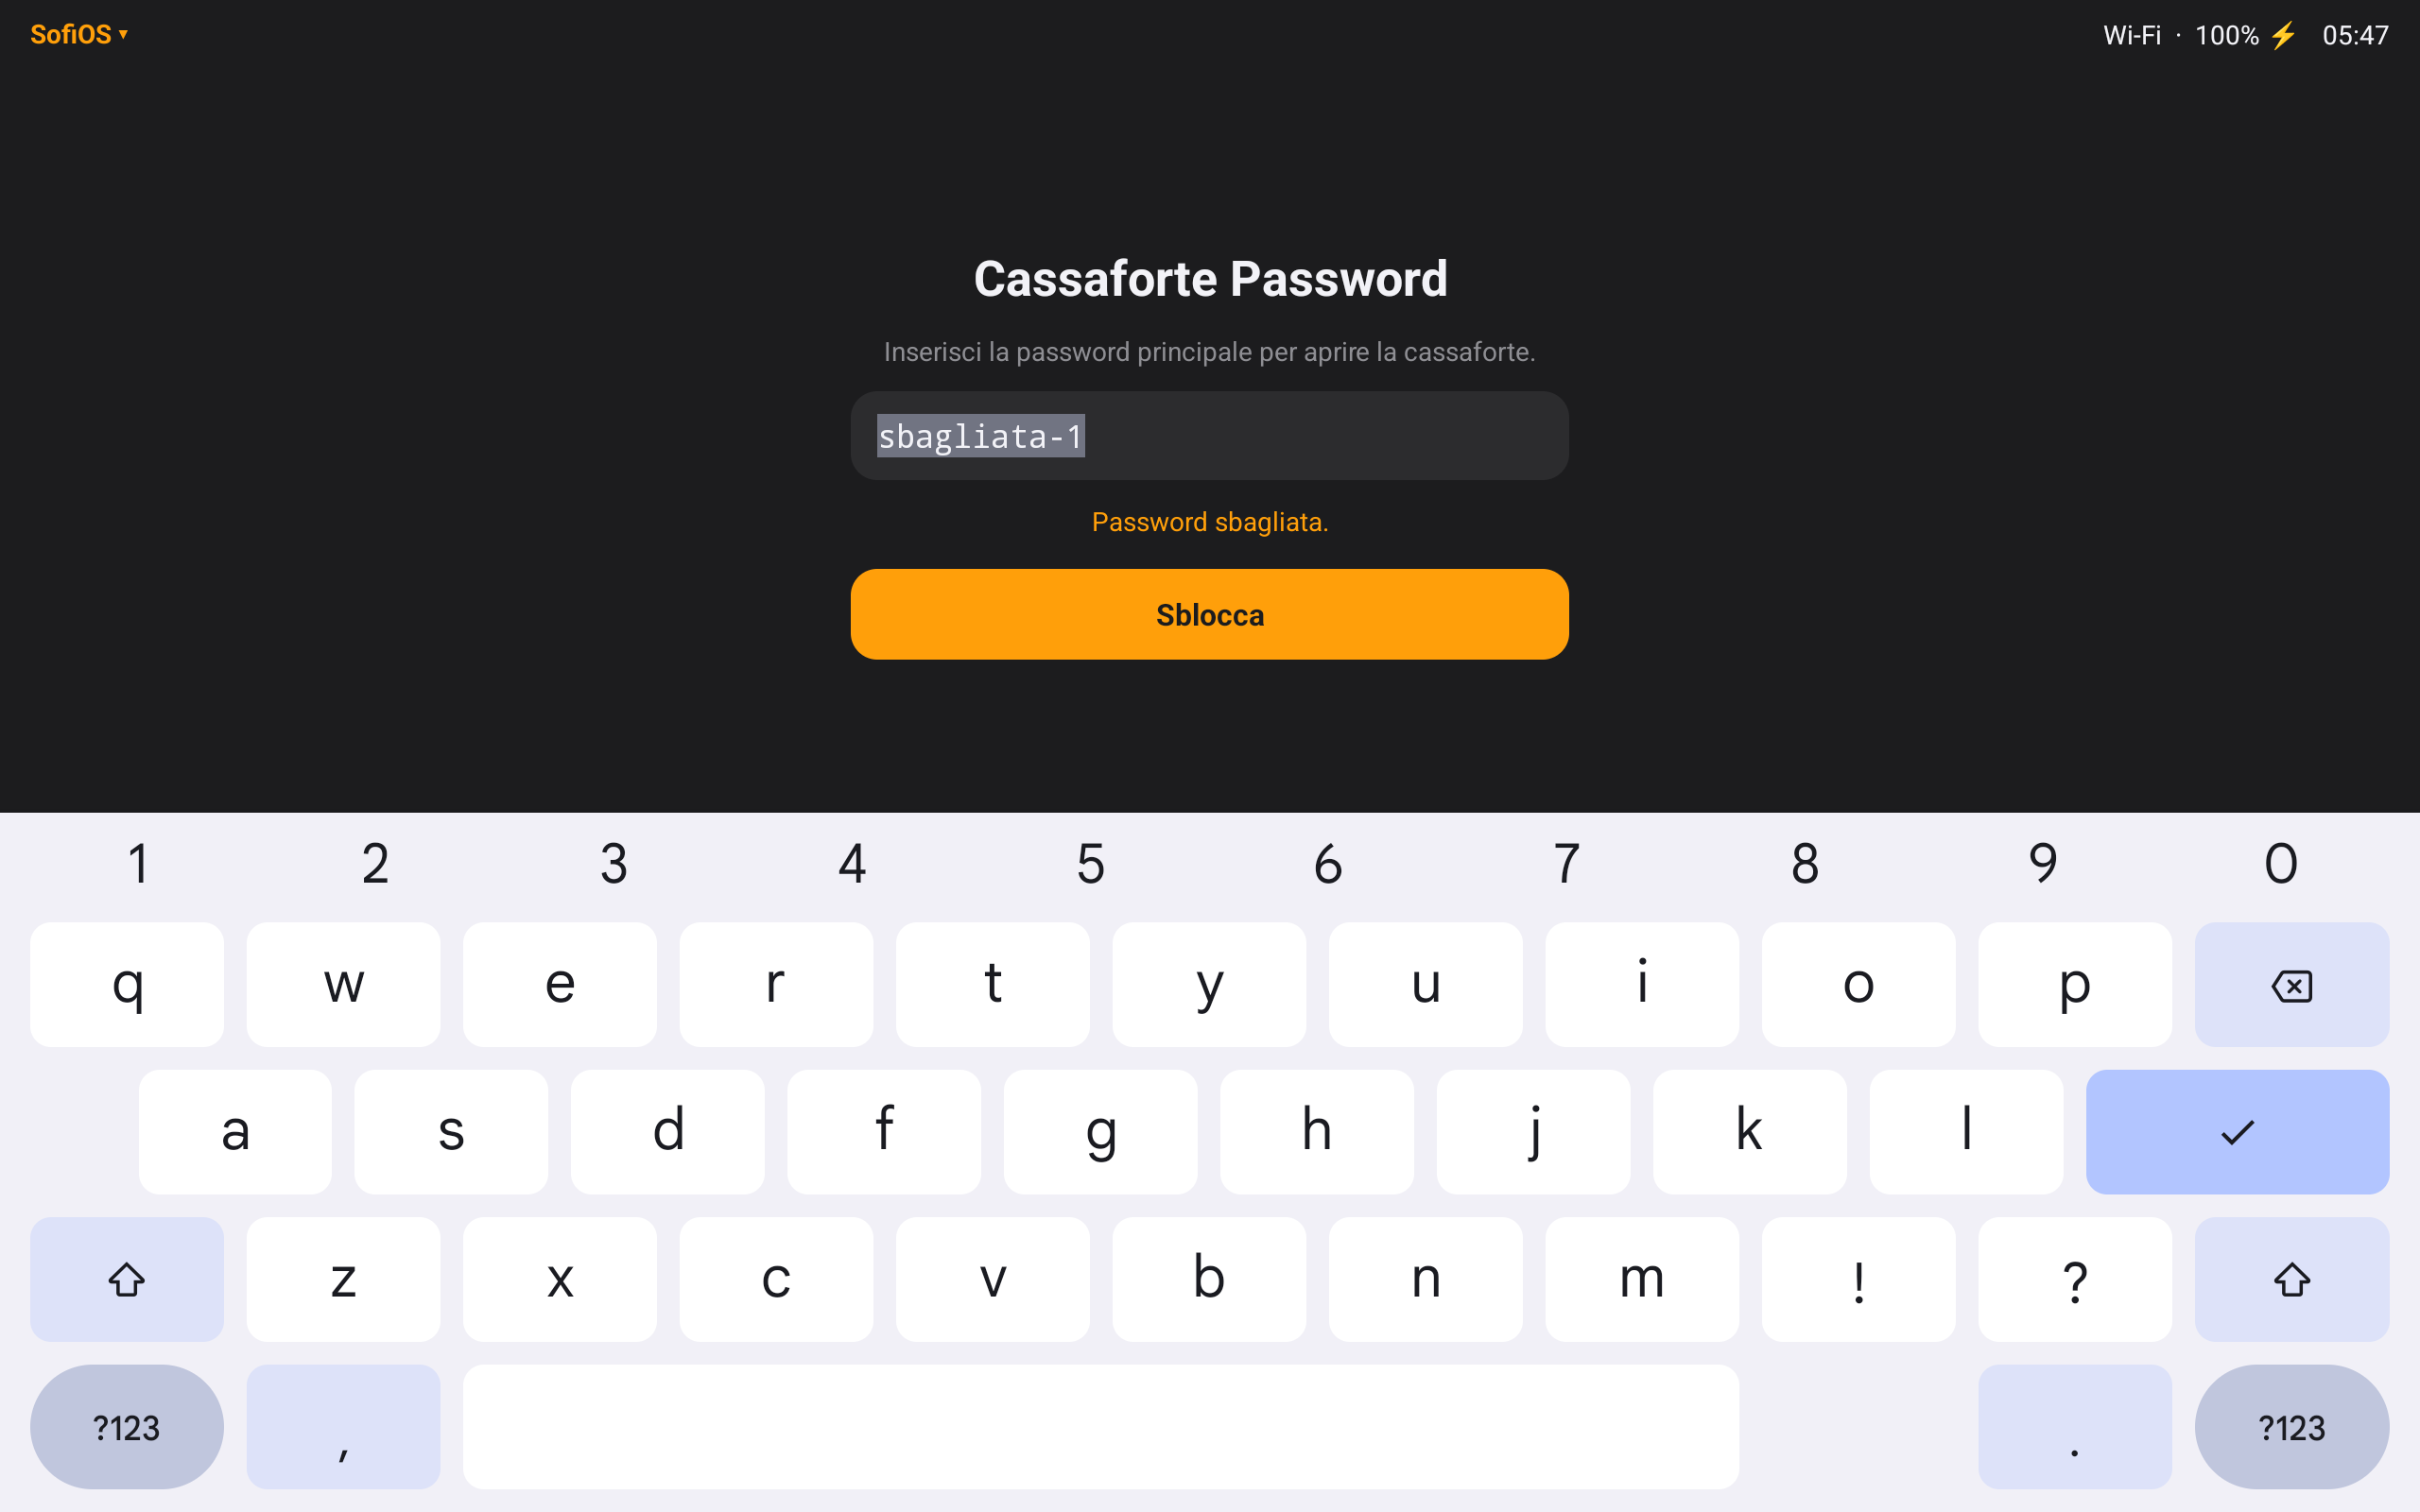 SofiOS ▾
Wi-Fi · 100% ⚡ 05:47
Cassaforte Password
Inserisci la password principale per aprire la cassaforte.
sbagliata-1
Password sbagliata.
Sblocca
1 2 3 4 5 6 7 8 9 0
q w e r t y u i o p
a s d f g h j k l
z x c v b n m ! ?
?123 , . ?123